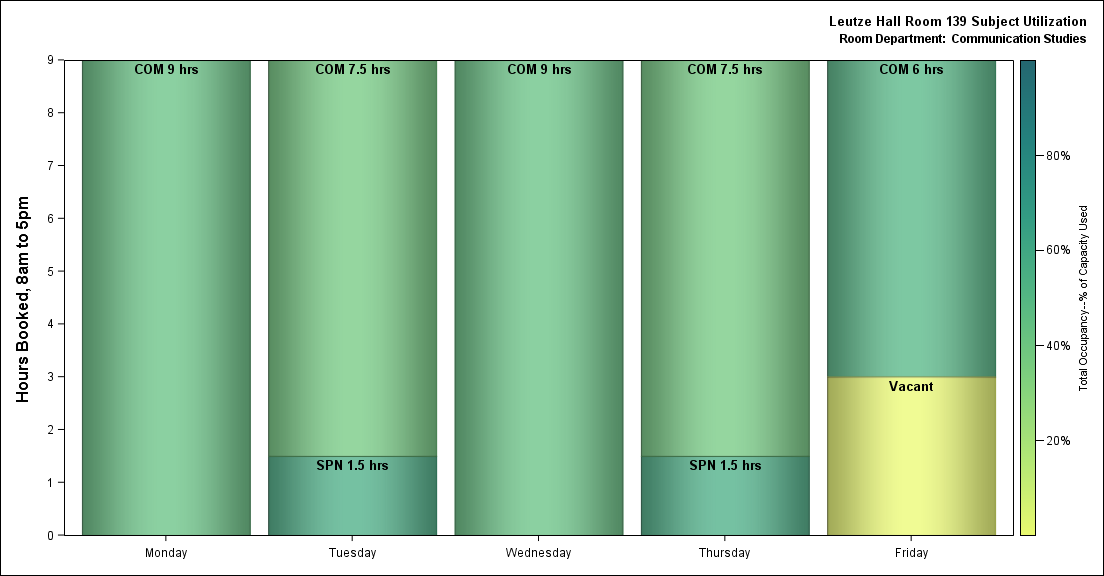 Leutze Hall Room 139 Subject Utilization
Room Department: Communication Studies
Hours Booked, 8am to 5pm
9
8
7
6
5
4
3
2
1
0
COM 9 hrs
COM 7.5 hrs
COM 9 hrs
COM 7.5 hrs
COM 6 hrs
Vacant
SPN 1.5 hrs
SPN 1.5 hrs
Monday
Tuesday
Wednesday
Thursday
Friday
80%
60%
40%
20%
Total Occupancy--% of Capacity Used